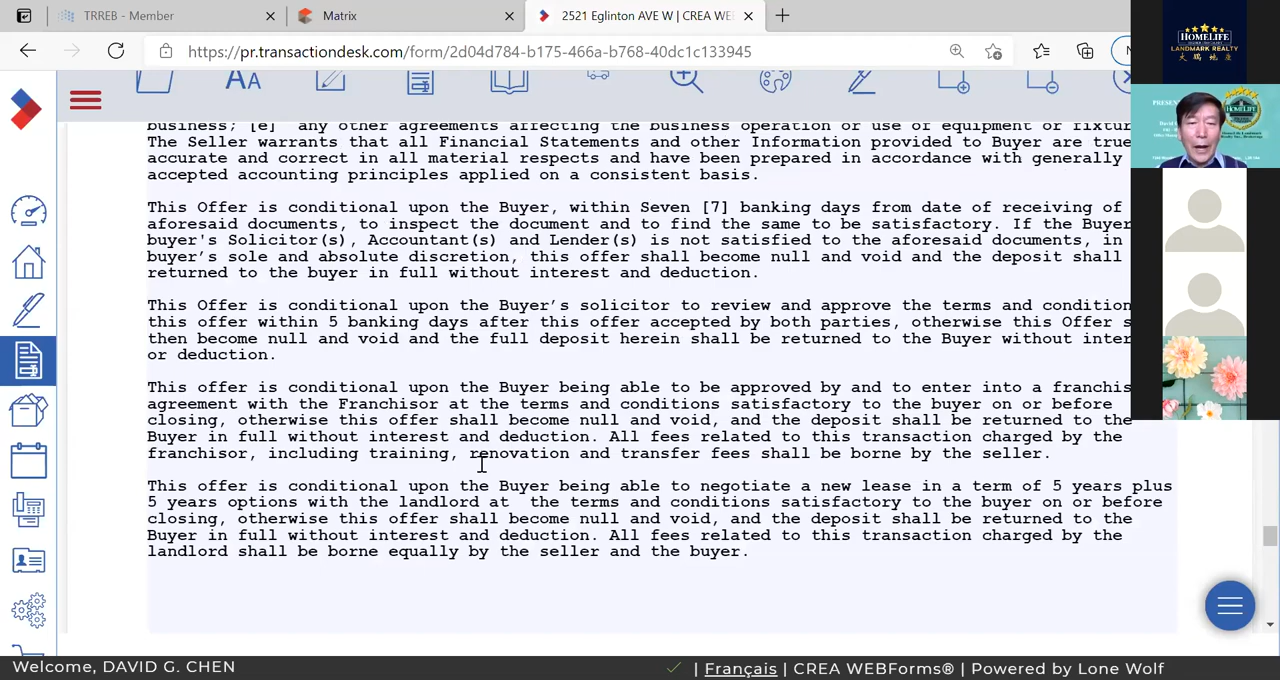 TRREB - Member
Matrix
2521 Eglinton AVE W | CREA WE
https://pr.transactiondesk.com/form/2d04d784-b175-466a-b768-40dc1c133945
HOMELIFE
LANDMARK REALTY
大 鵬 地 產
PRESEN
HOMELIFE
AA
business; [e] any other agreements affecting the business operation or use of equipment or fixtur
The Seller warrants that all Financial Statements and other Information provided to Buyer are true
accurate and correct in all material respects and have been prepared in accordance with generally
accepted accounting principles applied on a consistent basis.
This Offer is conditional upon the Buyer, within Seven [7] banking days from date of receiving of
aforesaid documents, to inspect the document and to find the same to be satisfactory. If the Buyer
buyer's Solicitor(s), Accountant(s) and Lender(s) is not satisfied to the aforesaid documents, in
buyer's sole and absolute discretion, this offer shall become null and void and the deposit shall
returned to the buyer in full without interest and deduction.
This Offer is conditional upon the Buyer’s solicitor to review and approve the terms and condition
this offer within 5 banking days after this offer accepted by both parties, otherwise this Offer s
then become null and void and the full deposit herein shall be returned to the Buyer without inter
or deduction.
This offer is conditional upon the Buyer being able to be approved by and to enter into a franchis
agreement with the Franchisor at the terms and conditions satisfactory to the buyer on or before
closing, otherwise this offer shall become null and void, and the deposit shall be returned to the
Buyer in full without interest and deduction. All fees related to this transaction charged by the
franchisor, including training, renovation and transfer fees shall be borne by the seller.
This offer is conditional upon the Buyer being able to negotiate a new lease in a term of 5 years plus
5 years options with the landlord at the terms and conditions satisfactory to the buyer on or before
closing, otherwise this offer shall become null and void, and the deposit shall be returned to the
Buyer in full without interest and deduction. All fees related to this transaction charged by the
landlord shall be borne equally by the seller and the buyer.
Welcome, DAVID G. CHEN
| Français | CREA WEBForms® | Powered by Lone Wolf